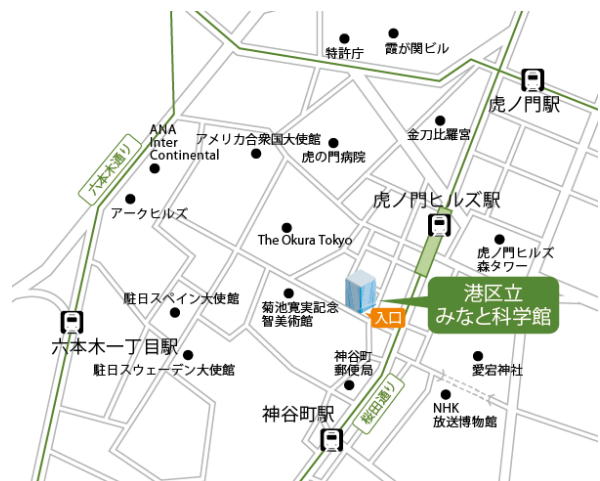 特許庁
霞が関ビル
虎ノ門駅
ANA
Inter
Continental
アメリカ合衆国大使館
虎の門病院
金刀比羅宮
六本木通り
アークヒルズ
虎ノ門ヒルズ駅
The Okura Tokyo
虎ノ門ヒルズ
森タワー
港区立
みなと科学館
入口
駐日スペイン大使館
菊池寛実記念
智美術館
六本木一丁目駅
駐日スウェーデン大使館
神谷町
郵便局
愛宕神社
桜田通り
NHK
放送博物館
神谷町駅